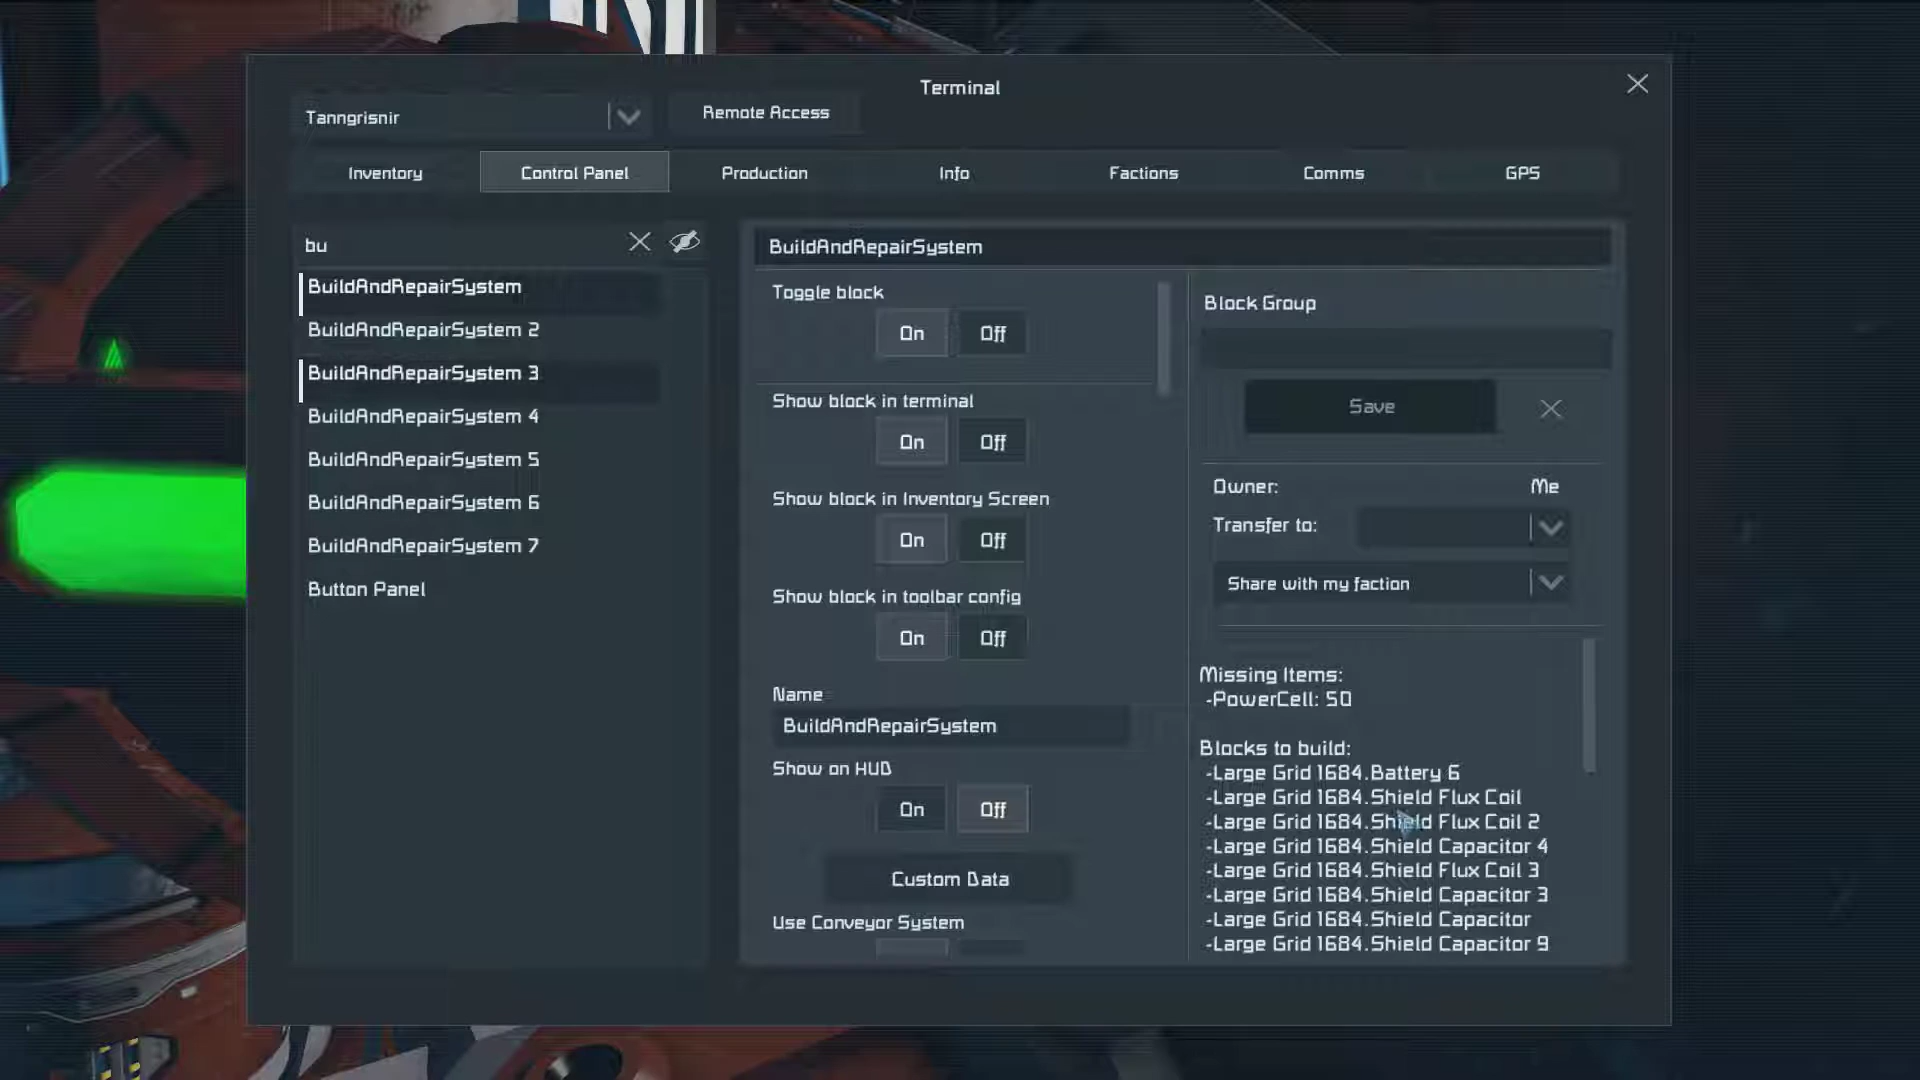 Terminal
Tanngrisnir
Remote Access
Inventory
Control Panel
Production
Info
Factions
Comms
GPS
bu
BuildAndRepairSystem
BuildAndRepairSystem 2
BuildAndRepairSystem 3
BuildAndRepairSystem 4
BuildAndRepairSystem 5
BuildAndRepairSystem 6
BuildAndRepairSystem 7
Button Panel
BuildAndRepairSystem
Toggle block
On Off
Show block in terminal
On Off
Show block in Inventory Screen
On Off
Show block in toolbar config
On Off
Name
BuildAndRepairSystem
Show on HUD
On Off
Custom Data
Use Conveyor System
Block Group
Save
Owner: Me
Transfer to:
Share with my faction
Missing Items:
-PowerCell: 50
Blocks to build:
-Large Grid 1684.Battery 6
-Large Grid 1684.Shield Flux Coil
-Large Grid 1684.Shield Flux Coil 2
-Large Grid 1684.Shield Capacitor 4
-Large Grid 1684.Shield Flux Coil 3
-Large Grid 1684.Shield Capacitor 3
-Large Grid 1684.Shield Capacitor
-Large Grid 1684.Shield Capacitor 9